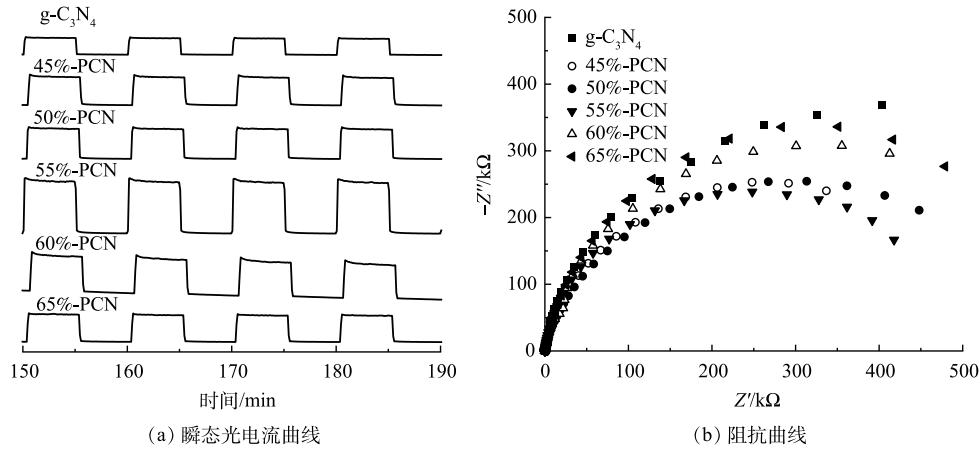 g-C₃N₄
45%-PCN
50%-PCN
55%-PCN
60%-PCN
65%-PCN
150 160 170 180 190
时间/min
(a) 瞬态光电流曲线
500
400
300
200
100
0
-Z″/kΩ
g-C₃N₄
45%-PCN
50%-PCN
55%-PCN
60%-PCN
65%-PCN
0 100 200 300 400 500
Z′/kΩ
(b) 阻抗曲线